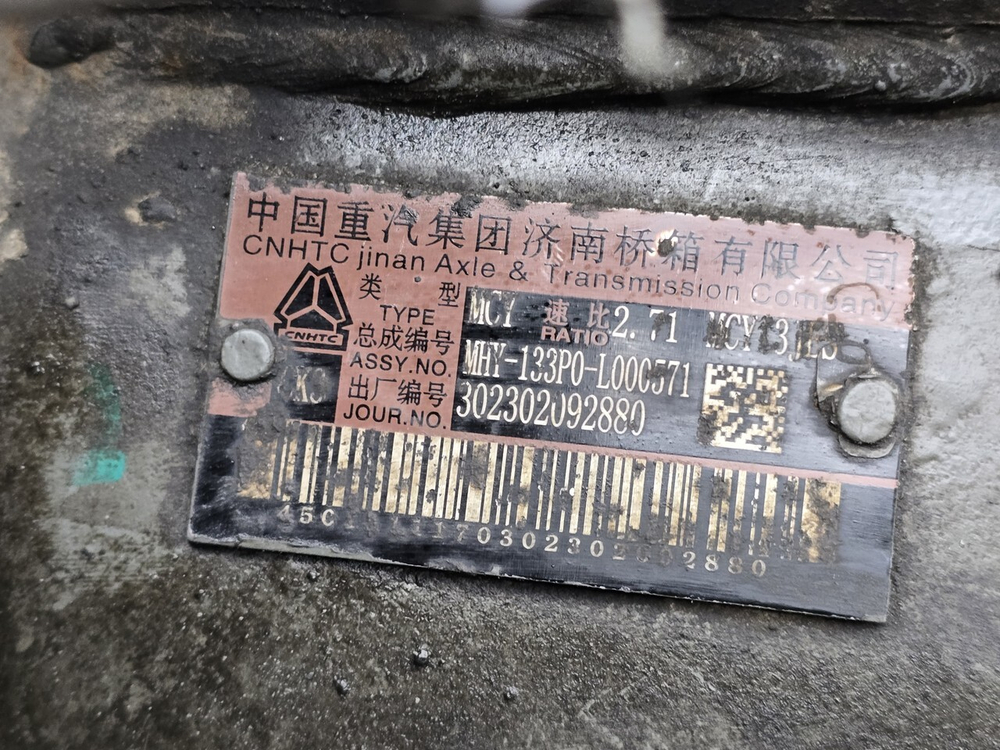 中国重汽集团济南桥箱有限公司
CNHTC jinan Axle & Transmission Company
CNHTC
类 型 TYPE MCY 速 比 RATIO 2.71
总成编号 ASSY.NO. MHY-133P0-L000571
出厂编号 JOUR.NO. 302302092880